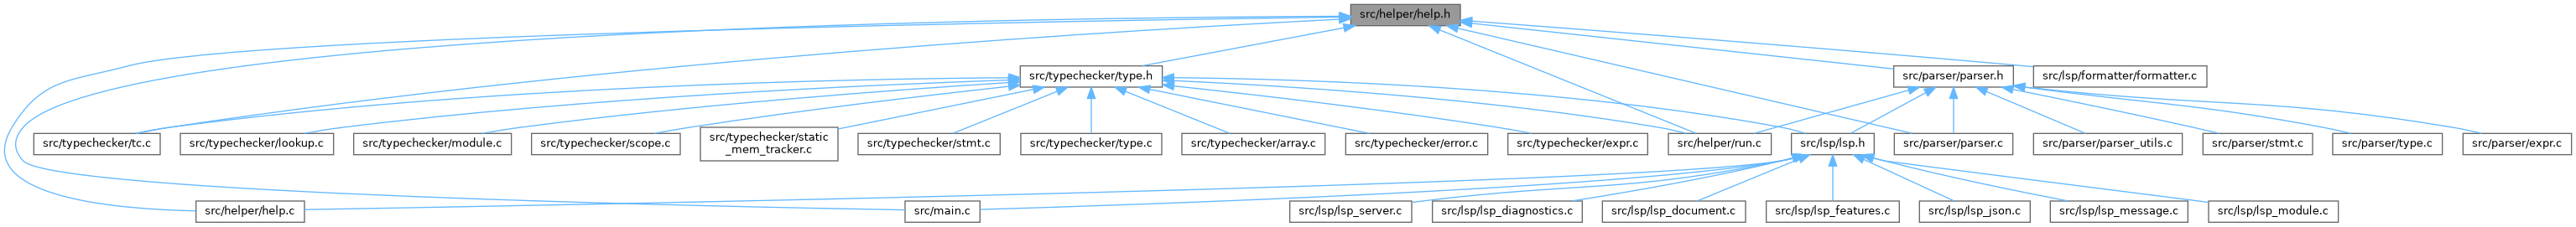 src/helper/help.h
src/typechecker/type.h
src/parser/parser.h
src/lsp/formatter/formatter.c
src/typechecker/tc.c
src/typechecker/lookup.c
src/typechecker/module.c
src/typechecker/scope.c
src/typechecker/static
_mem_tracker.c
src/typechecker/stmt.c
src/typechecker/type.c
src/typechecker/array.c
src/typechecker/error.c
src/typechecker/expr.c
src/helper/run.c
src/lsp/lsp.h
src/parser/parser.c
src/parser/parser_utils.c
src/parser/stmt.c
src/parser/type.c
src/parser/expr.c
src/helper/help.c
src/main.c
src/lsp/lsp_server.c
src/lsp/lsp_diagnostics.c
src/lsp/lsp_document.c
src/lsp/lsp_features.c
src/lsp/lsp_json.c
src/lsp/lsp_message.c
src/lsp/lsp_module.c